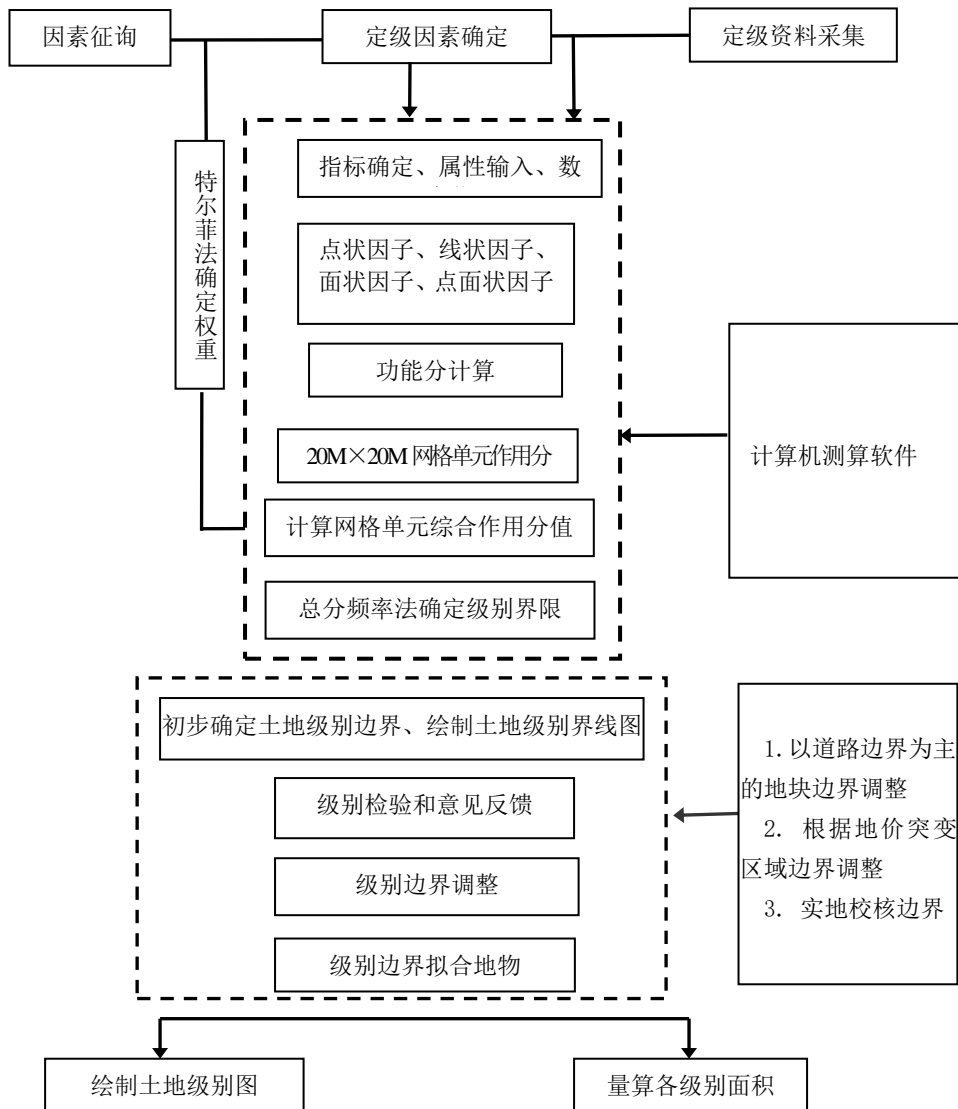 因素征询
定级因素确定
定级资料采集
指标确定、属性输入、数
特尔菲法确定权重
点状因子、线状因子、
面状因子、点面状因子
功能分计算
20M×20M 网格单元作用分
计算机测算软件
计算网格单元综合作用分值
总分频率法确定级别界限
初步确定土地级别边界、绘制土地级别界线图
级别检验和意见反馈
级别边界调整
级别边界拟合地物
1.以道路边界为主
的地块边界调整
2. 根据地价突变
区域边界调整
3. 实地校核边界
绘制土地级别图
量算各级别面积